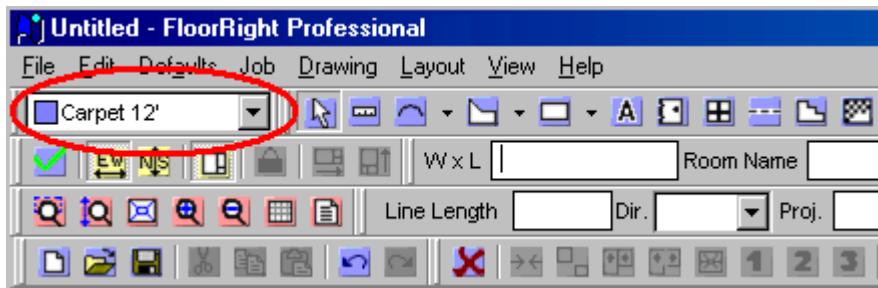 Untitled - FloorRight Professional
File Edit Defaults Job Drawing Layout View Help
Carpet 12' A
EW N|S W x L Room Name
Line Length Dir. Proj.
1 2 3